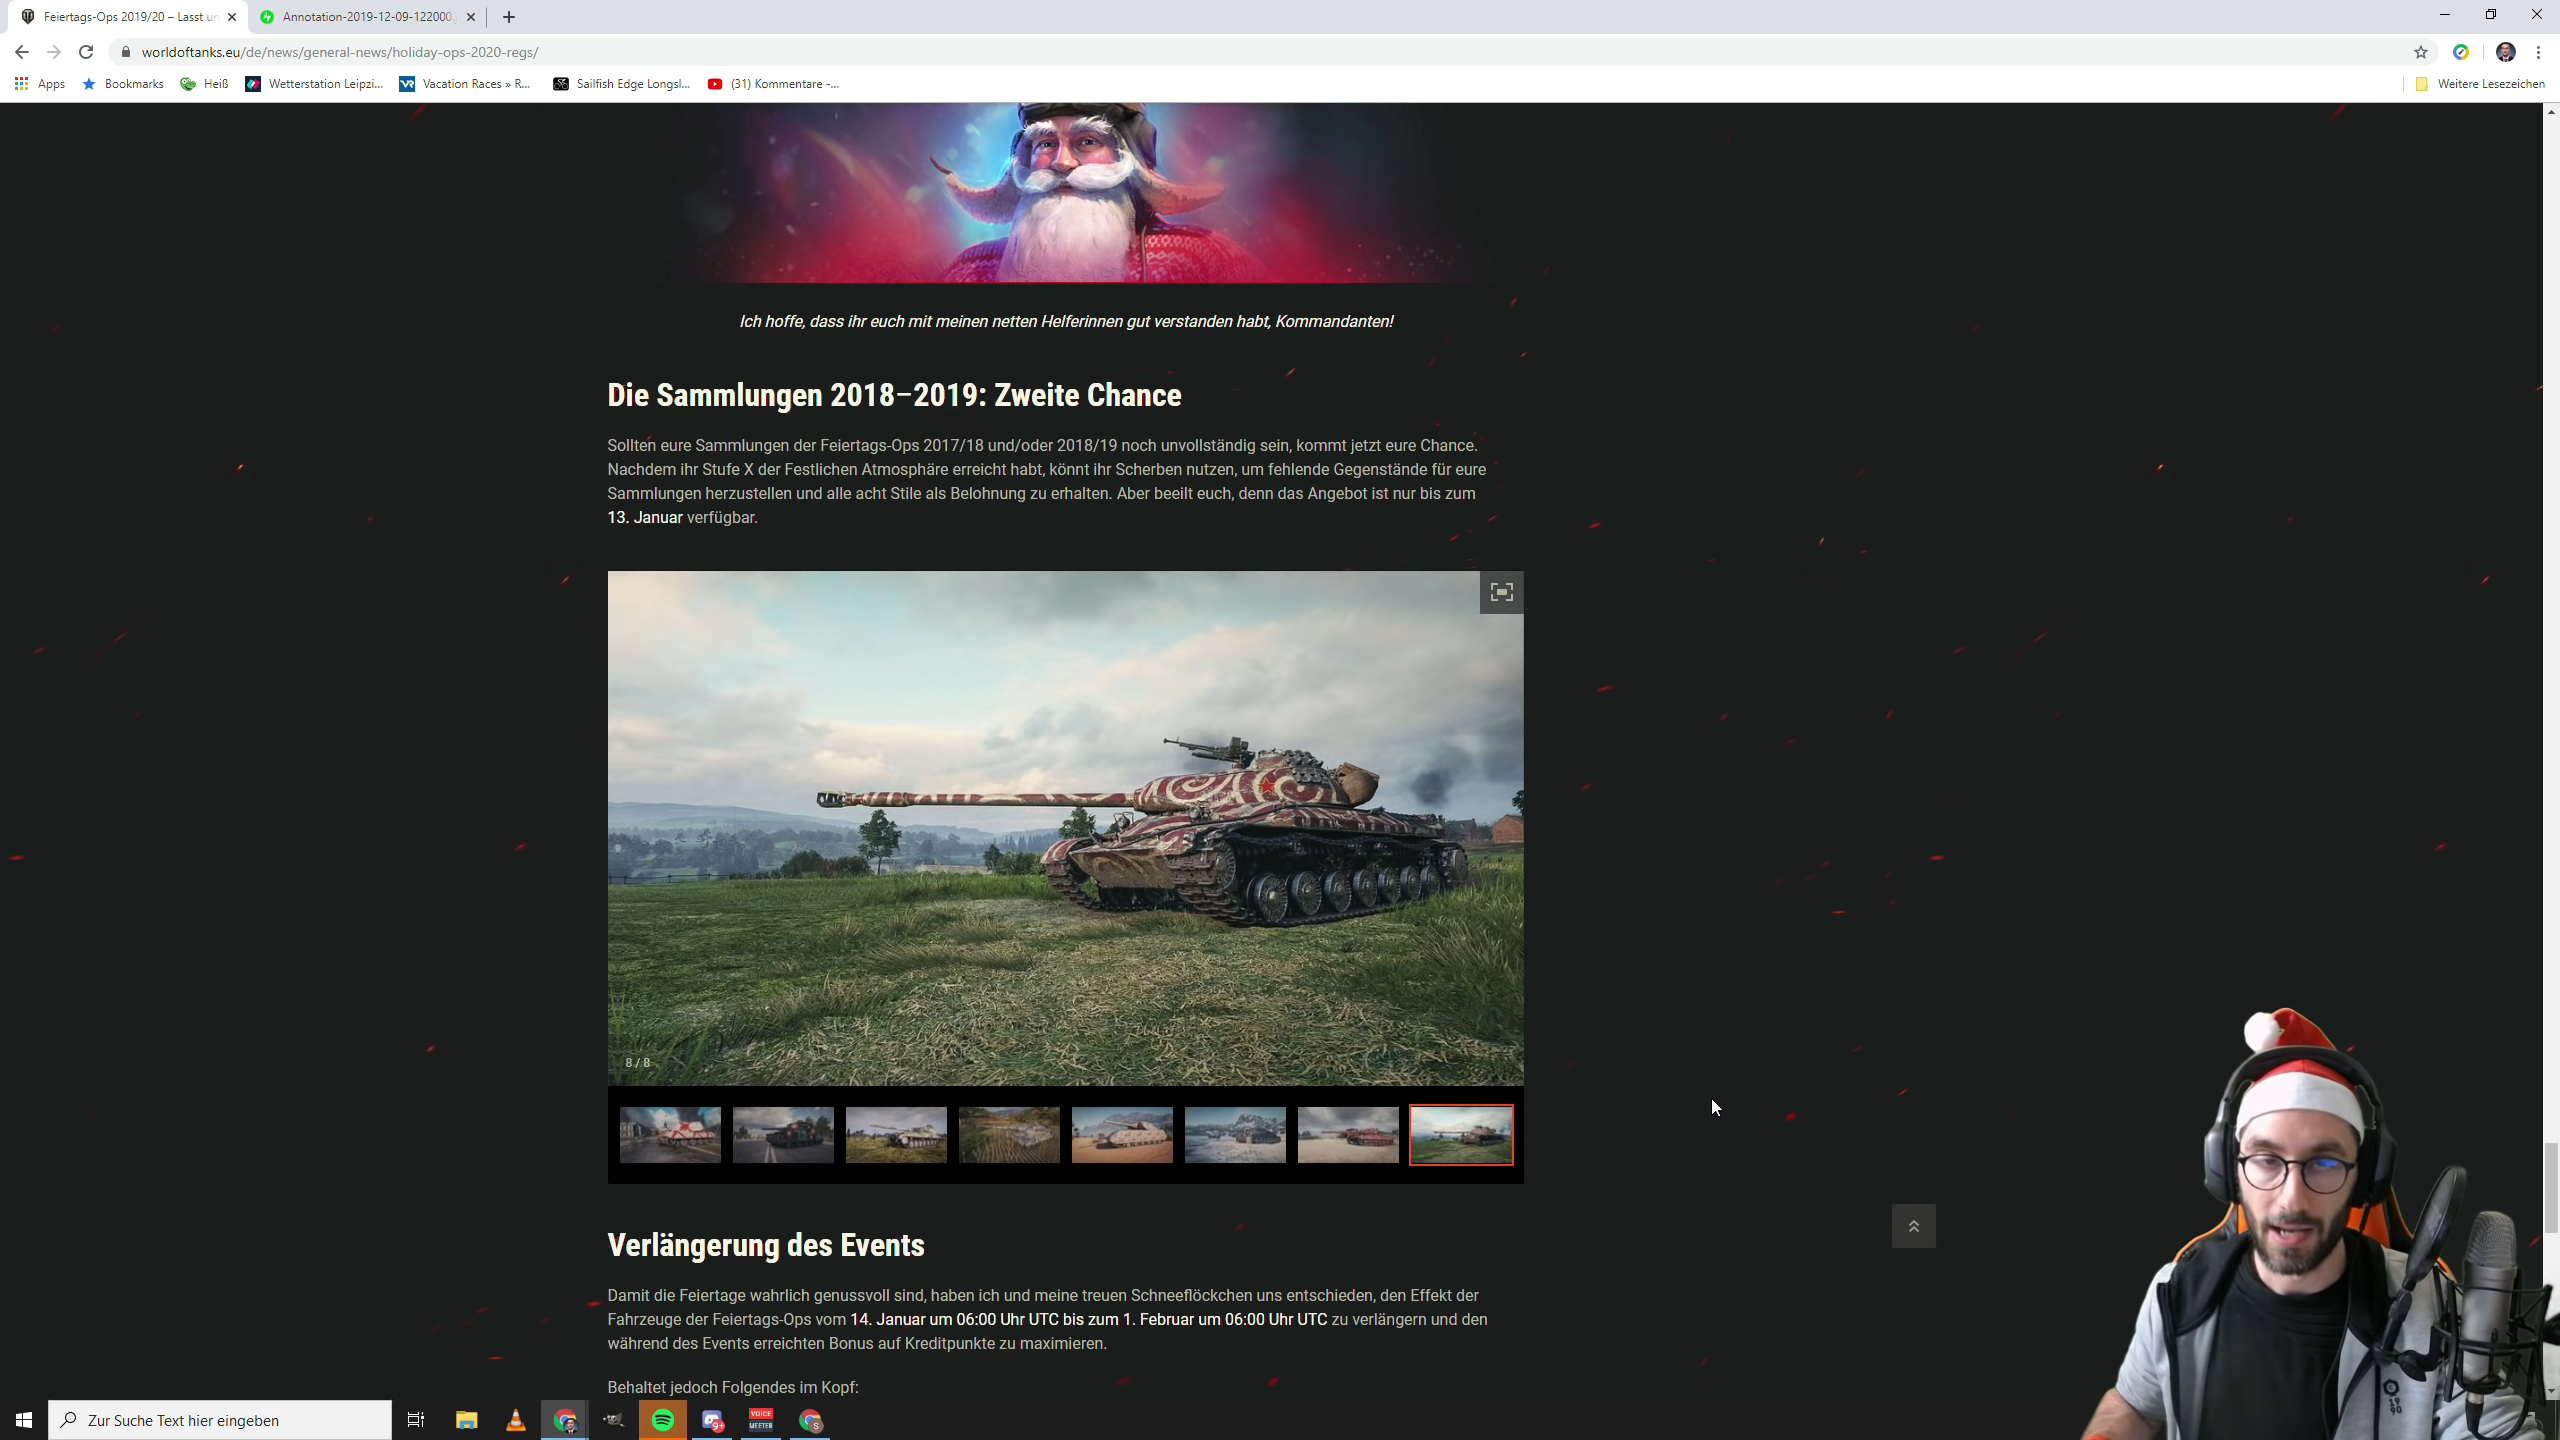 Feiertags-Ops 2019/20 – Lasst un
Annotation-2019-12-09-122000.
worldoftanks.eu/de/news/general-news/holiday-ops-2020-regs/
Apps
Bookmarks
Heiß
Wetterstation Leipzi...
Vacation Races » R...
Sailfish Edge Longsl...
(31) Kommentare -...
Weitere Lesezeichen
Ich hoffe, dass ihr euch mit meinen netten Helferinnen gut verstanden habt, Kommandanten!
Die Sammlungen 2018–2019: Zweite Chance
Sollten eure Sammlungen der Feiertags-Ops 2017/18 und/oder 2018/19 noch unvollständig sein, kommt jetzt eure Chance.
Nachdem ihr Stufe X der Festlichen Atmosphäre erreicht habt, könnt ihr Scherben nutzen, um fehlende Gegenstände für eure
Sammlungen herzustellen und alle acht Stile als Belohnung zu erhalten. Aber beeilt euch, denn das Angebot ist nur bis zum
13. Januar verfügbar.
8 / 8
Verlängerung des Events
Damit die Feiertage wahrlich genussvoll sind, haben ich und meine treuen Schneeflöckchen uns entschieden, den Effekt der
Fahrzeuge der Feiertags-Ops vom 14. Januar um 06:00 Uhr UTC bis zum 1. Februar um 06:00 Uhr UTC zu verlängern und den
während des Events erreichten Bonus auf Kreditpunkte zu maximieren.
Behaltet jedoch Folgendes im Kopf:
Zur Suche Text hier eingeben
9+
VOICE
MEETER
S